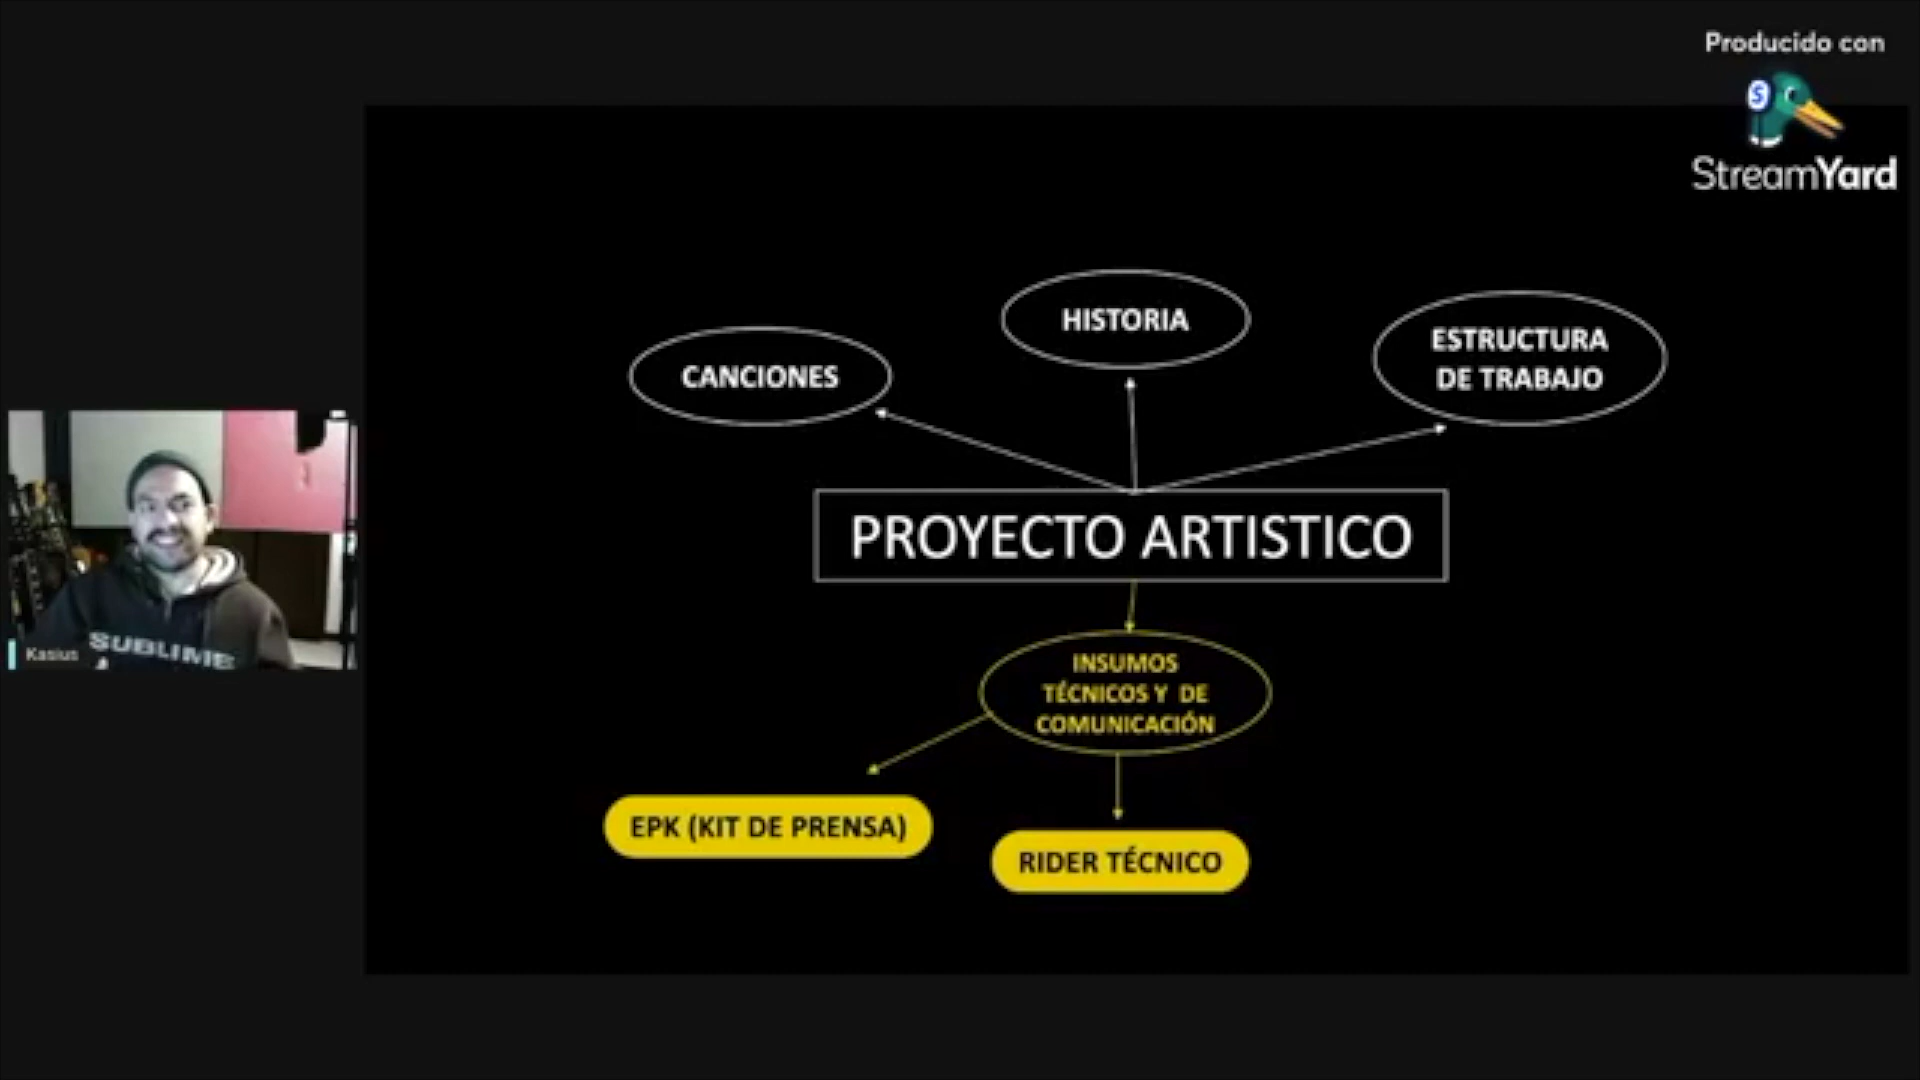 Producido con
StreamYard
HISTORIA
CANCIONES
ESTRUCTURA
DE TRABAJO
PROYECTO ARTISTICO
INSUMOS
TÉCNICOS Y DE
COMUNICACIÓN
EPK (KIT DE PRENSA)
RIDER TÉCNICO
SUBLIME
Kasius